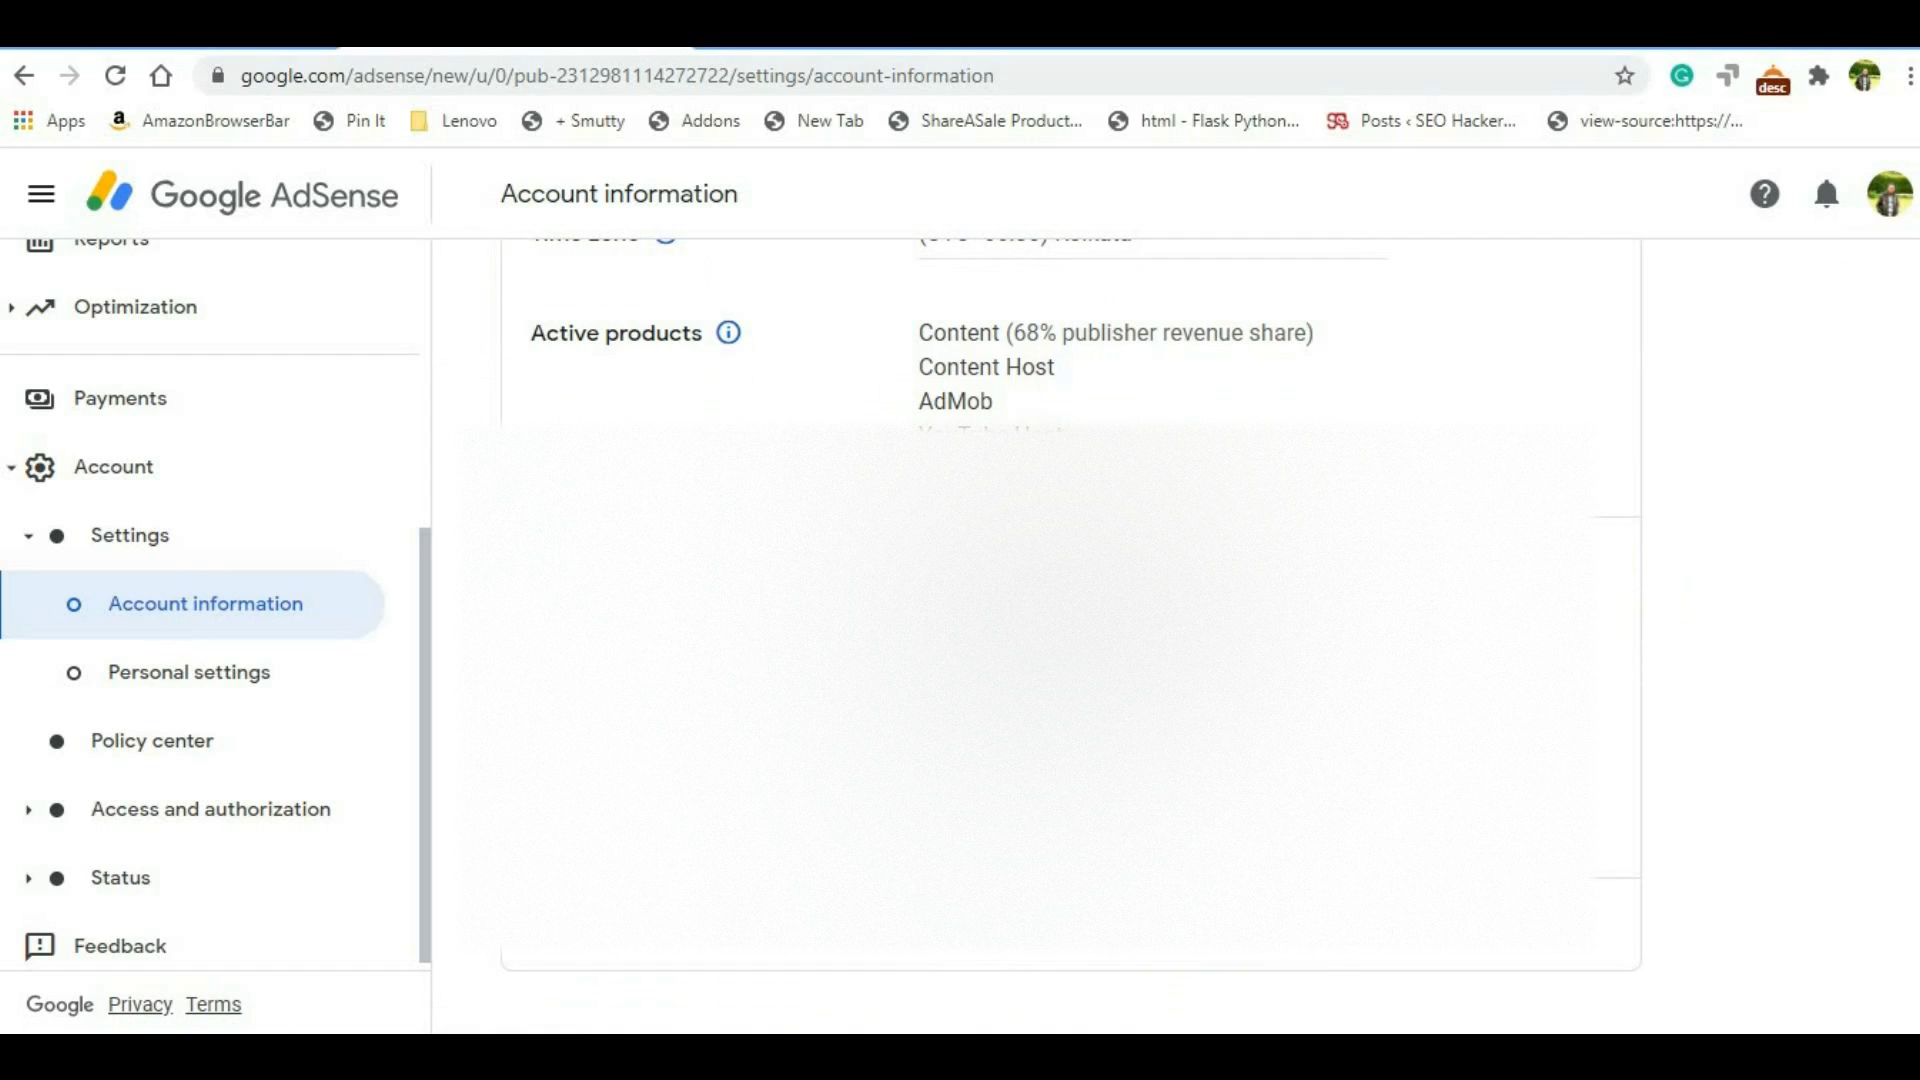 google.com/adsense/new/u/0/pub-2312981114272722/settings/account-information
desc
Apps AmazonBrowserBar Pin It Lenovo + Smutty Addons New Tab ShareASale Product... html - Flask Python... Posts ‹ SEO Hacker... view-source:https://...
Google AdSense Account information
Reports
Optimization
Active products Content (68% publisher revenue share)
Content Host
AdMob
Payments
Account
Settings
Account information
Personal settings
Policy center
Access and authorization
Status
Feedback
Google Privacy Terms